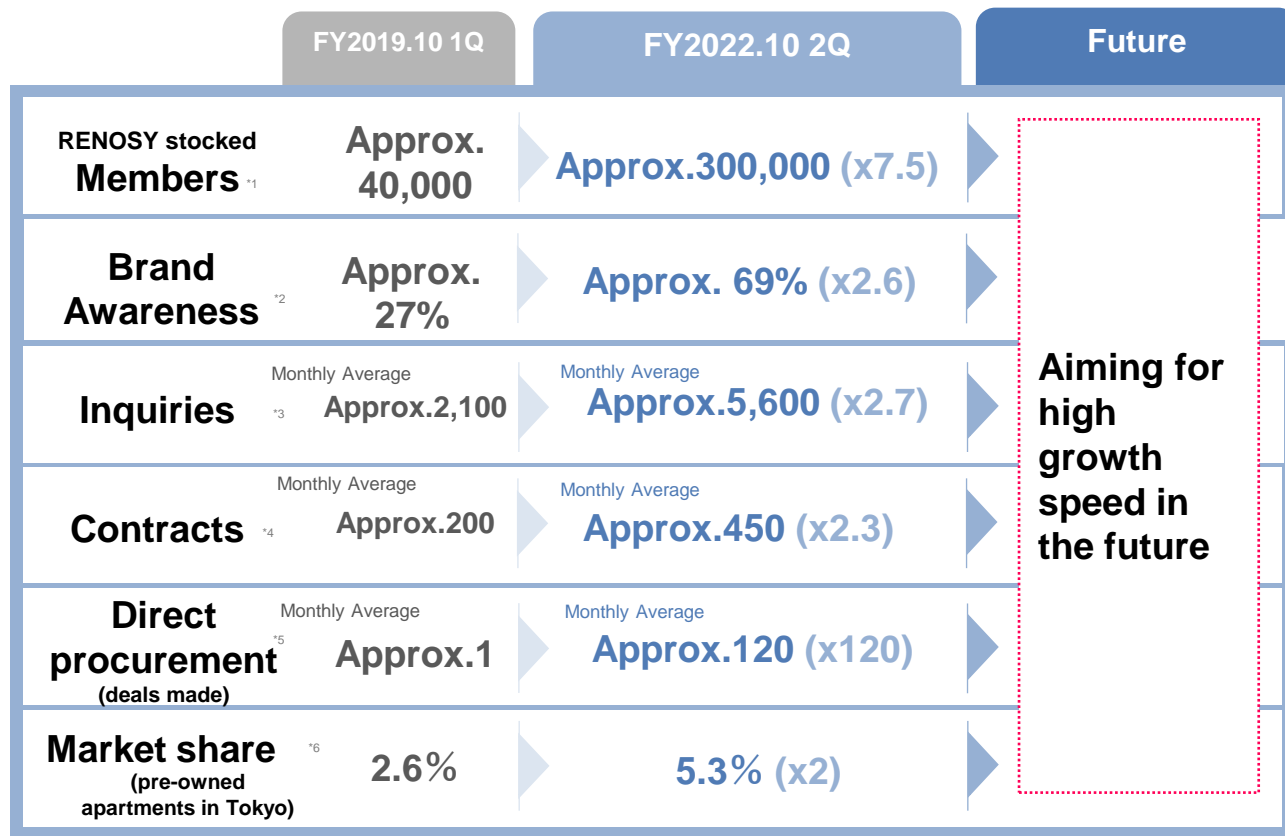 FY2019.10 1Q
FY2022.10 2Q
Future
RENOSY stocked
Members *1
Approx.
40,000
Approx.300,000 (x7.5)
Brand
Awareness *2
Approx.
27%
Approx. 69% (x2.6)
Inquiries *3
Monthly Average
Approx.2,100
Monthly Average
Approx.5,600 (x2.7)
Contracts *4
Monthly Average
Approx.200
Monthly Average
Approx.450 (x2.3)
Direct
procurement *5
(deals made)
Monthly Average
Approx.1
Monthly Average
Approx.120 (x120)
Market share *6
(pre-owned
apartments in Tokyo)
2.6%
5.3% (x2)
Aiming for
high
growth
speed in
the future